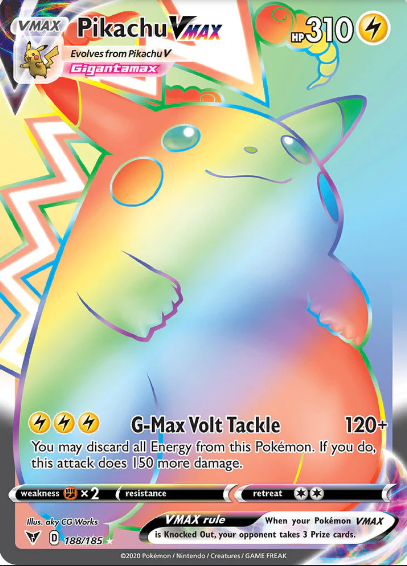 VMAX Pikachu VMAX HP 310
Evolves from Pikachu V
Gigantamax
G-Max Volt Tackle 120+
You may discard all Energy from this Pokémon. If you do,
this attack does 150 more damage.
weakness ×2 resistance retreat
Illus. aky CG Works
VMAX rule When your Pokémon VMAX
is Knocked Out, your opponent takes 3 Prize cards.
D 188/185
©2020 Pokémon / Nintendo / Creatures / GAME FREAK